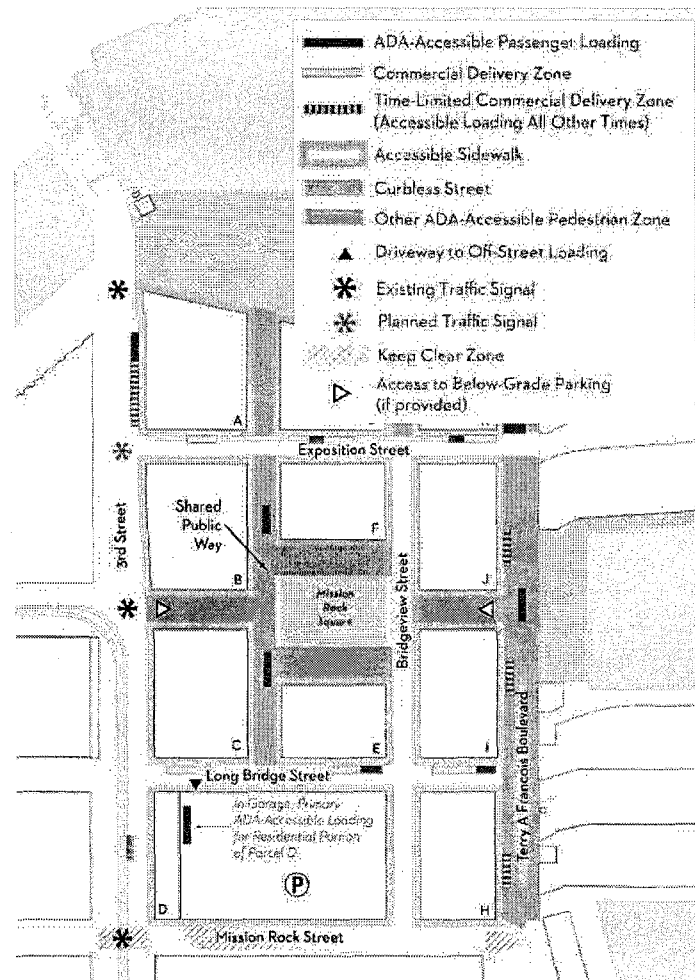 ADA-Accessible Passenger Loading
Commercial Delivery Zone
Time-Limited Commercial Delivery Zone
(Accessible Loading All Other Times)
Accessible Sidewalk
Curbless Street
Other ADA-Accessible Pedestrian Zone
Driveway to Off-Street Loading
Existing Traffic Signal
Planned Traffic Signal
Keep Clear Zone
Access to Below-Grade Parking
(if provided)
A
Exposition Street
3rd Street
Shared
Public
Way
F
B
J
Mission
Rock
Square
Bridgeview Street
C
E
I
Terry A Francois Boulevard
Long Bridge Street
In-Garage, Primary
ADA-Accessible Loading
for Residential Portion
of Parcel D
P
D
H
Mission Rock Street